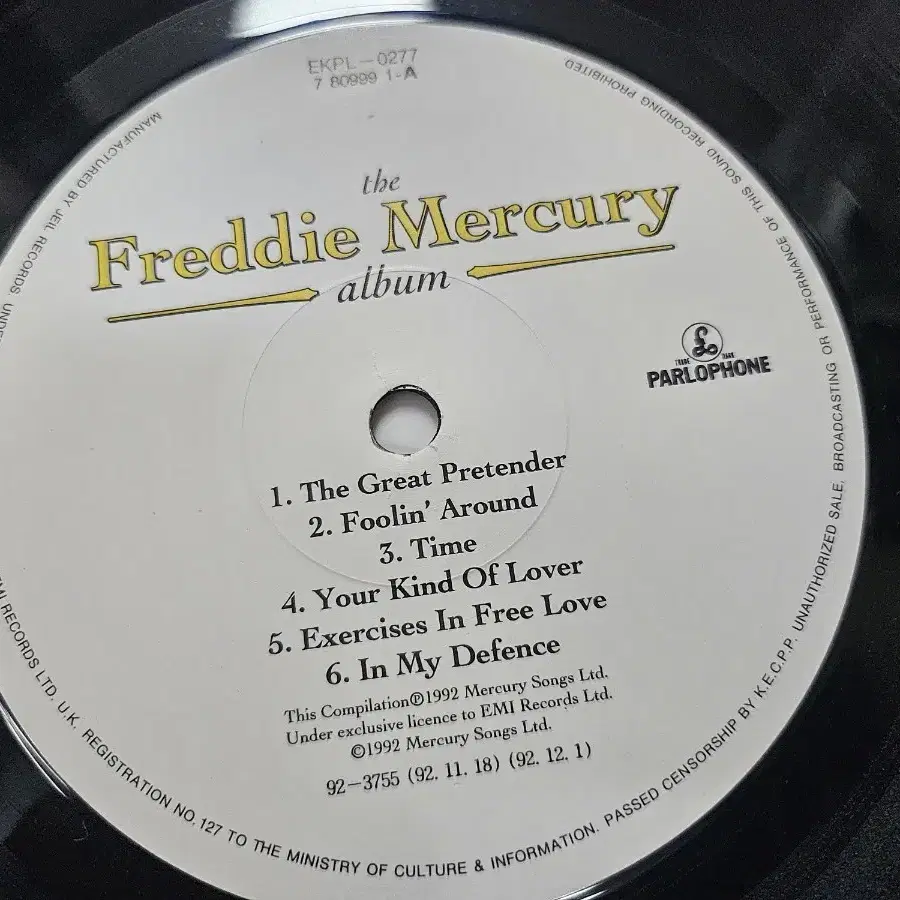 EKPL-0277
7 80999 1-A
the
Freddie Mercury
album
TRADE MARK
PARLOPHONE
1. The Great Pretender
2. Foolin' Around
3. Time
4. Your Kind Of Lover
5. Exercises In Free Love
6. In My Defence
This Compilation℗1992 Mercury Songs Ltd.
Under exclusive licence to EMI Records Ltd.
©1992 Mercury Songs Ltd.
92-3755 (92. 11. 18) (92. 12. 1)
MANUFACTURED BY JEIL RECORDS. UNDE
MI RECORDS LTD. U.K. REGISTRATION NO. 127 TO THE MINISTRY OF CULTURE & INFORMATION. PASSED CENSORSHIP BY K.E.C.P.P. UNAUTHORIZED SALE, BROADCASTING OR PERFORMANCE OF THIS SOUND RECORDING PROHIBITED